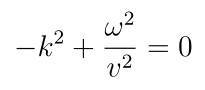 $-k^2 + \frac{\omega^2}{v^2} = 0$